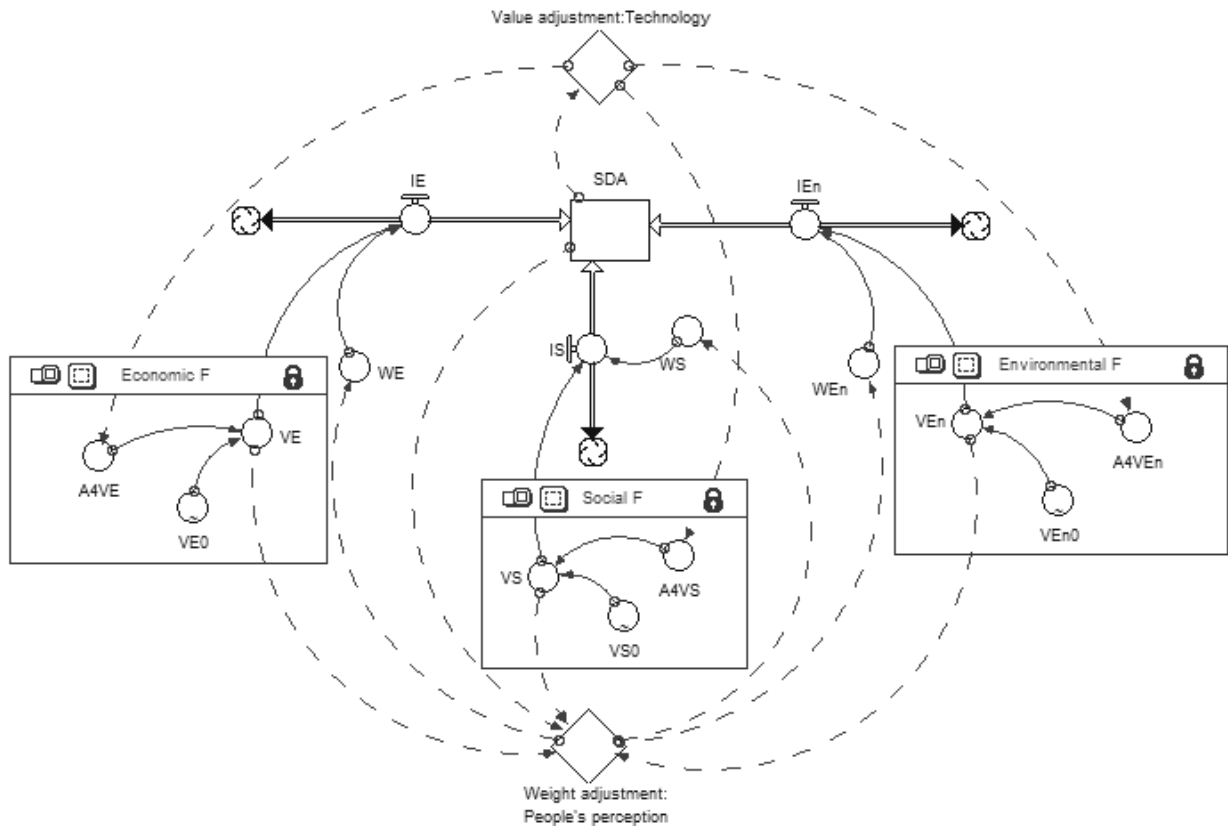 Value adjustment:Technology
IE
SDA
IEn
IS
WS
WE
WEn
Economic F
VE
A4VE
VE0
Environmental F
VEn
A4VEn
VEn0
Social F
VS
A4VS
VS0
Weight adjustment:
People's perception